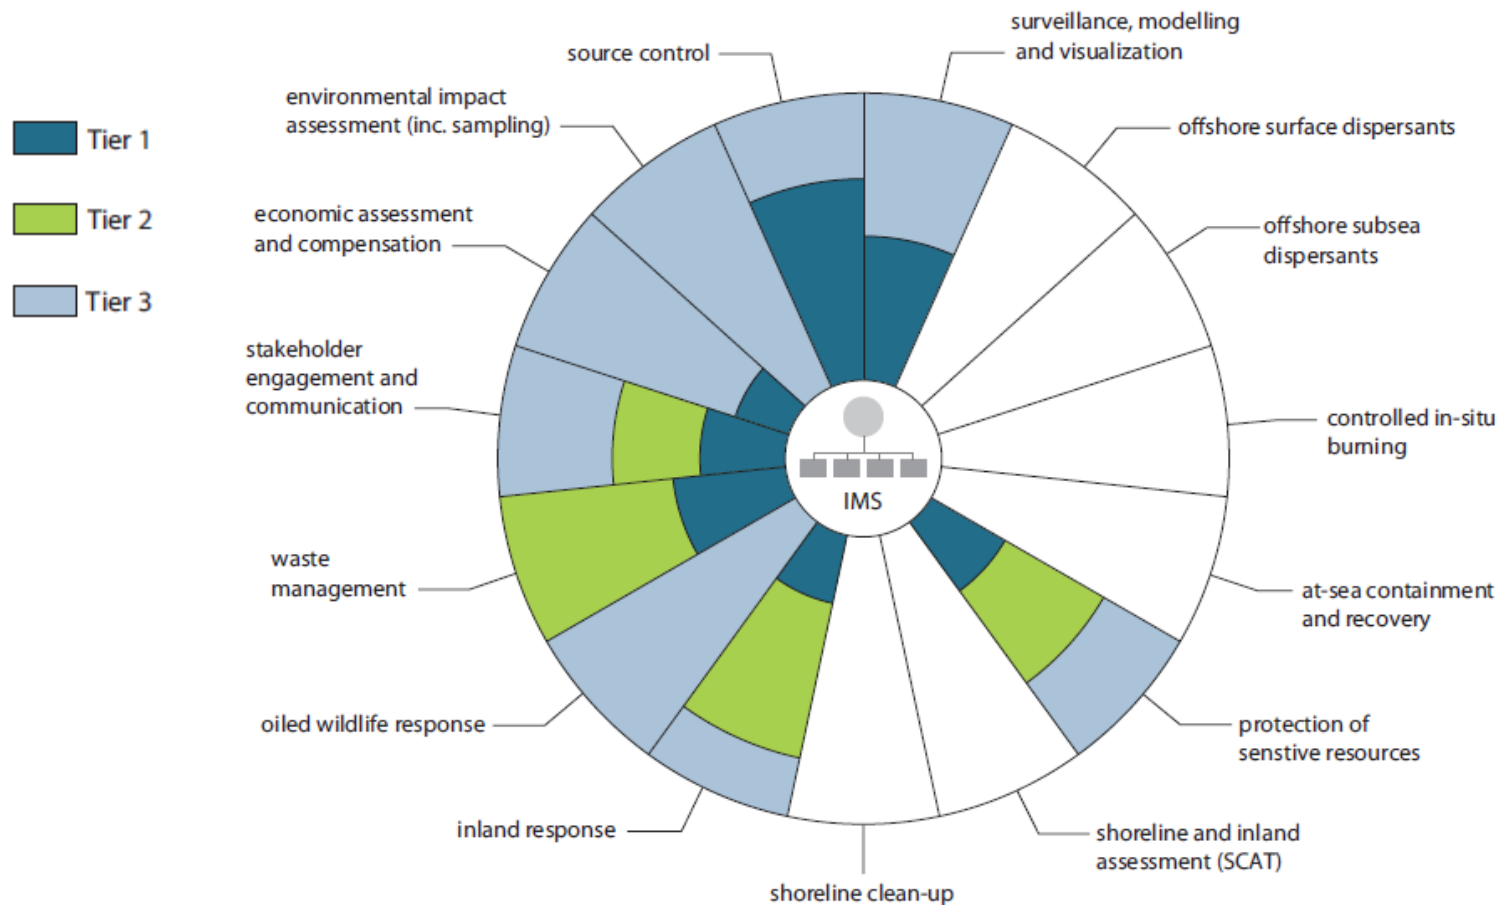 Tier 1
Tier 2
Tier 3
source control
surveillance, modelling
and visualization
environmental impact
assessment (inc. sampling)
offshore surface dispersants
economic assessment
and compensation
offshore subsea
dispersants
stakeholder
engagement and
communication
controlled in-situ
burning
IMS
waste
management
at-sea containment
and recovery
oiled wildlife response
protection of
senstive resources
inland response
shoreline and inland
assessment (SCAT)
shoreline clean-up